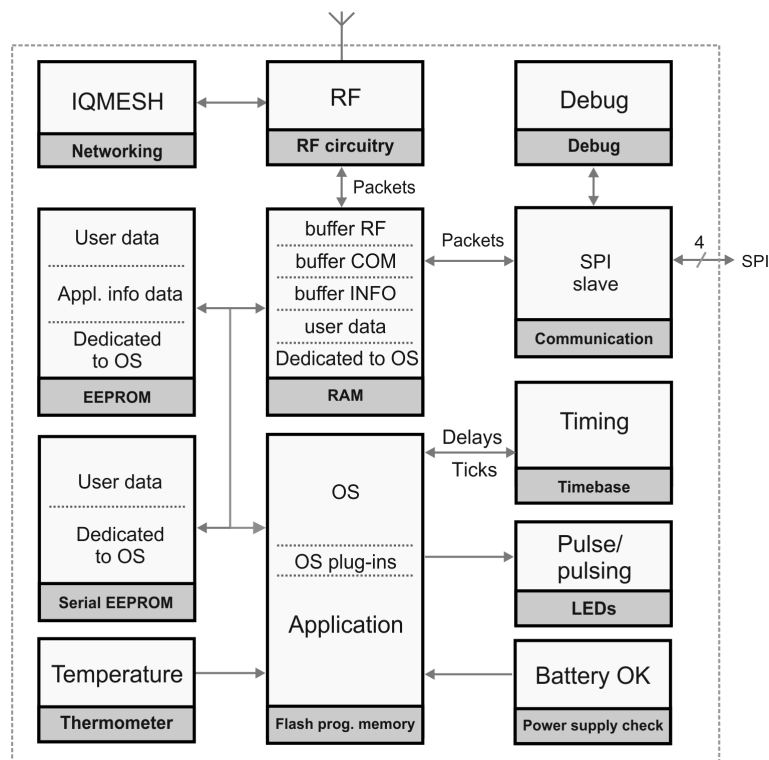 IQMESH
Networking
RF
RF circuitry
Debug
Debug
Packets
User data
Appl. info data
Dedicated
to OS
EEPROM
buffer RF
buffer COM
buffer INFO
user data
Dedicated to OS
RAM
Packets
SPI
slave
Communication
4
SPI
User data
Dedicated
to OS
Serial EEPROM
OS
OS plug-ins
Application
Flash prog. memory
Delays
Ticks
Timing
Timebase
Pulse/
pulsing
LEDs
Temperature
Thermometer
Battery OK
Power supply check